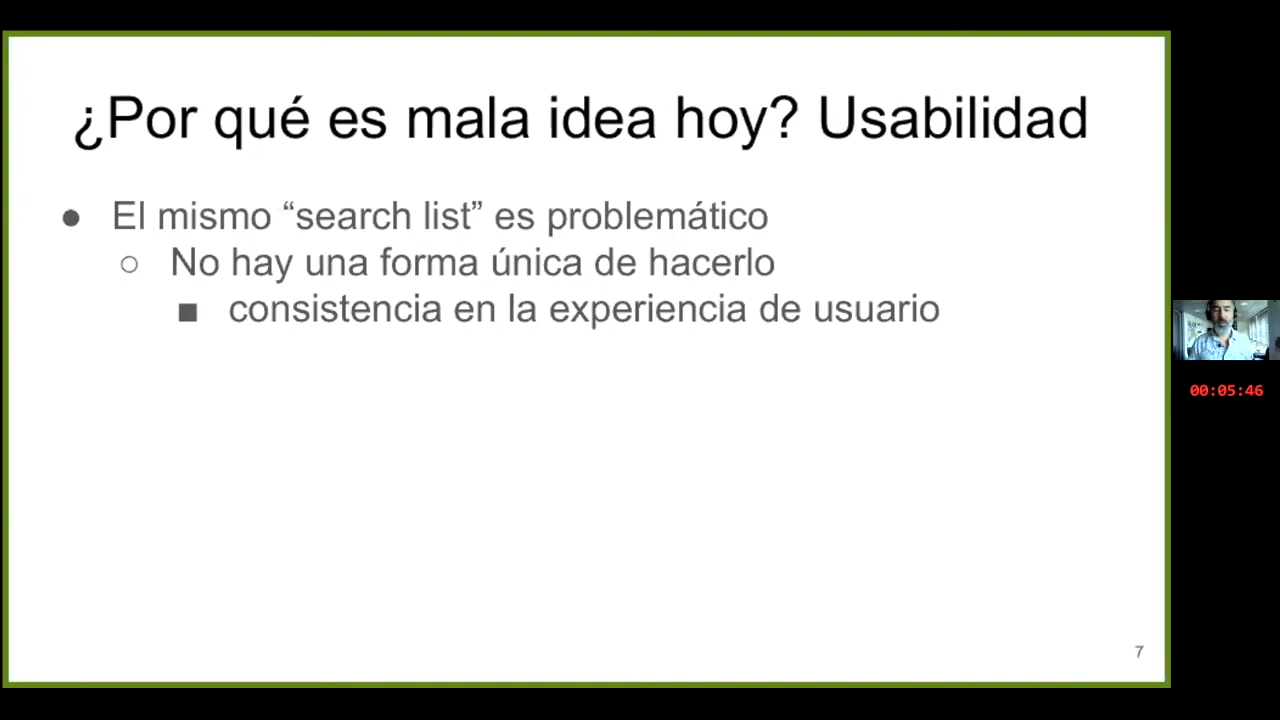 ¿Por qué es mala idea hoy? Usabilidad
● El mismo “search list” es problemático
○ No hay una forma única de hacerlo
■ consistencia en la experiencia de usuario
00:05:46
7